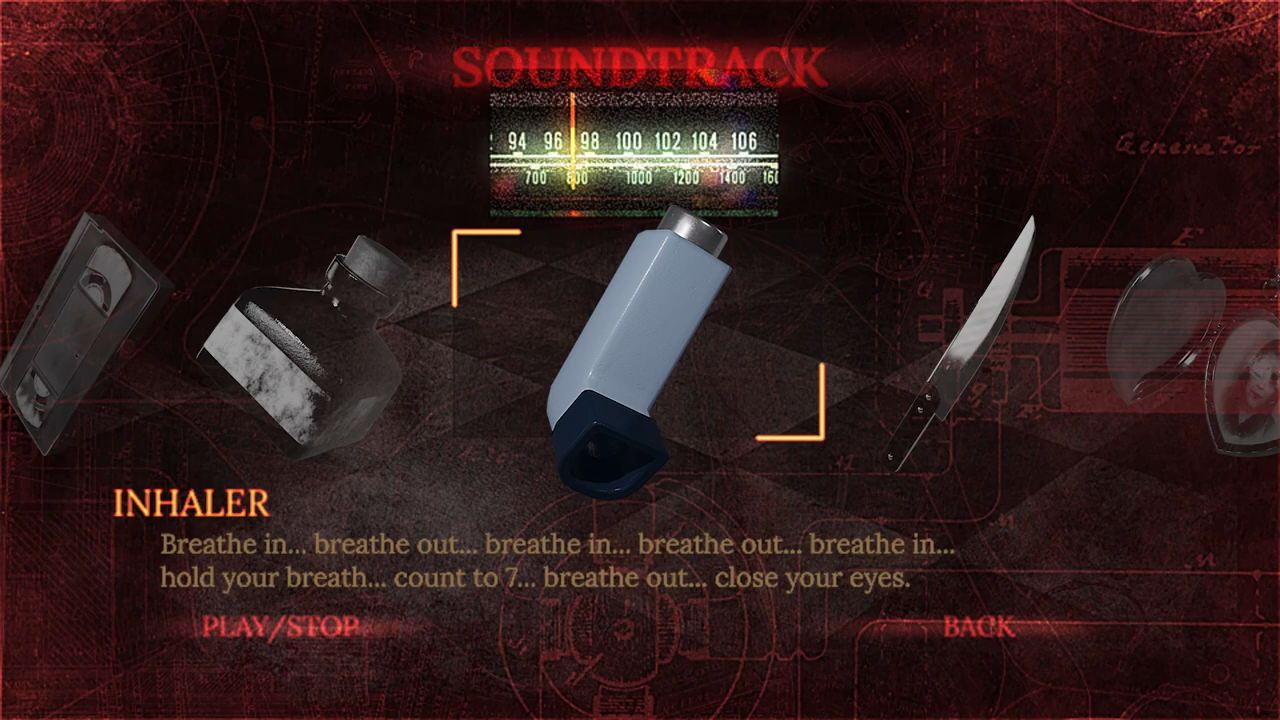 SOUNDTRACK
94 96 98 100 102 104 106
700 800 1000 1200 1400 160
Generator
E
INHALER
Breathe in... breathe out... breathe in... breathe out... breathe in...
hold your breath... count to 7... breathe out... close your eyes.
PLAY/STOP
BACK